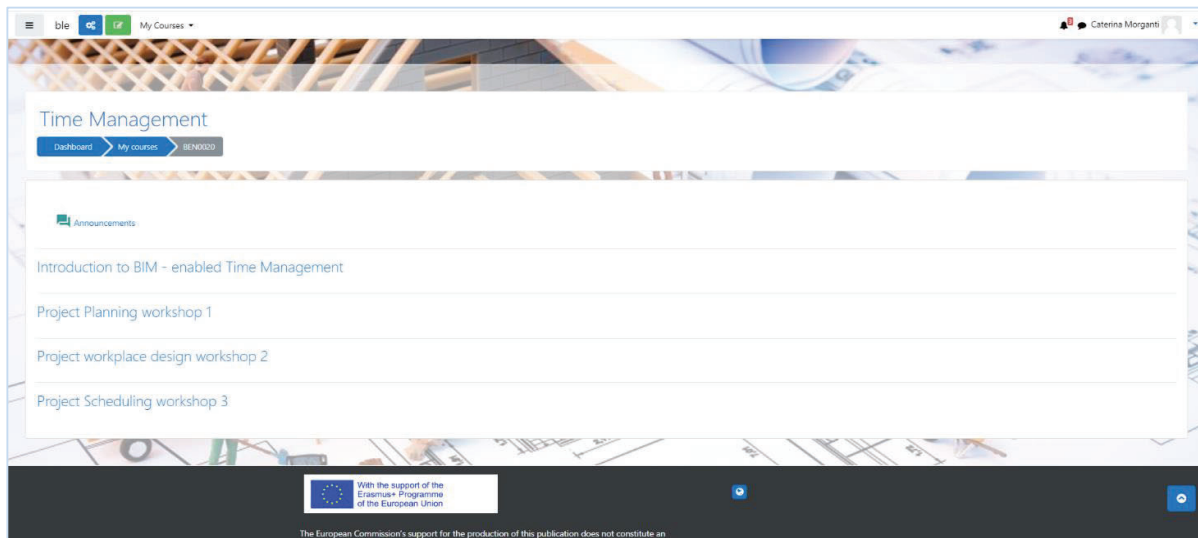 ble My Courses Caterina Morganti
Time Management
Dashboard My courses BEN0020
Announcements
Introduction to BIM - enabled Time Management
Project Planning workshop 1
Project workplace design workshop 2
Project Scheduling workshop 3
With the support of the
Erasmus+ Programme
of the European Union
The European Commission's support for the production of this publication does not constitute an